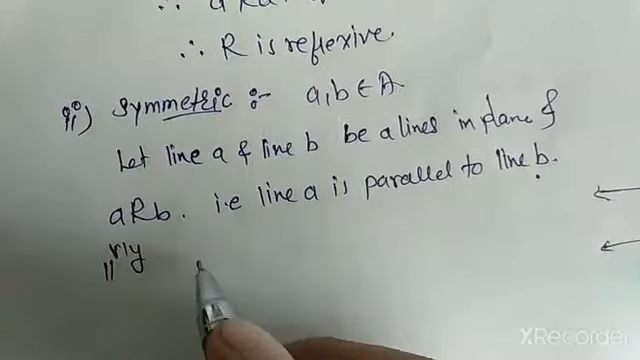 ∴ aRa.
∴ R is reflexive.
ii) Symmetric :- a,b ∈ A
Let line a & line b be a lines in plane &
aRb. i.e line a is parallel to line b.
||rly
XRecorder